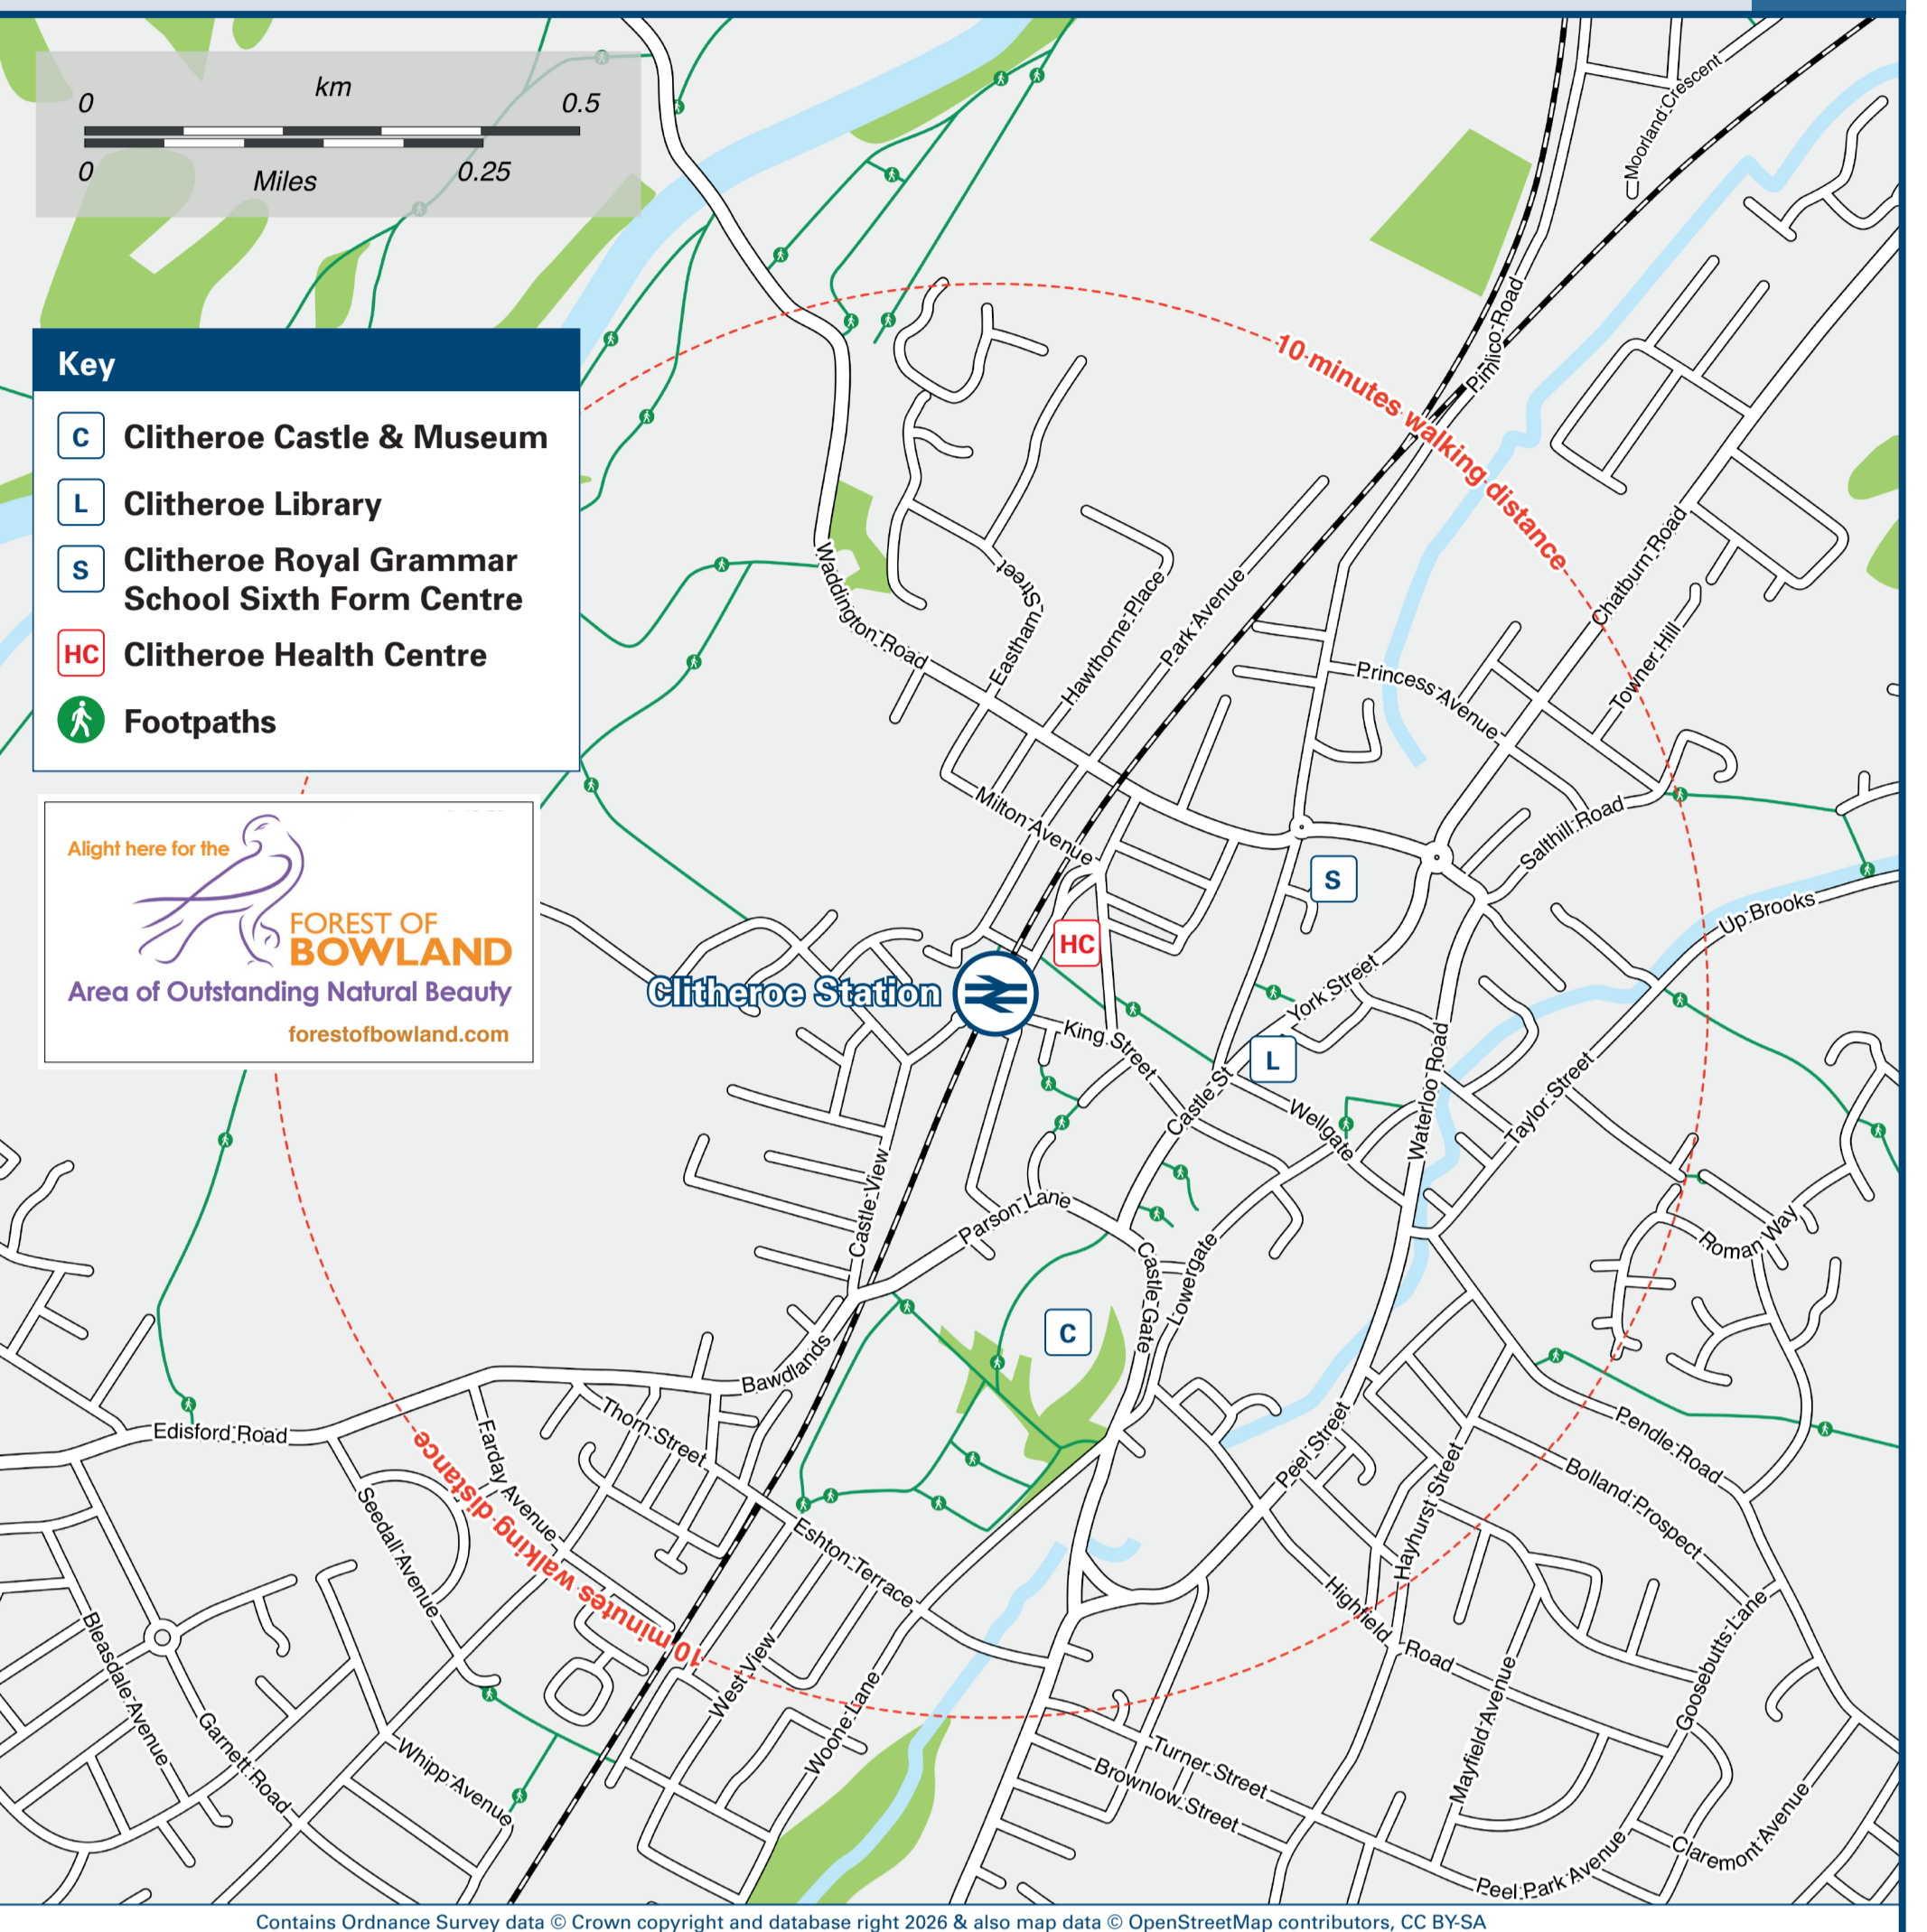 km
0
0.5
0
Miles
0.25
Key
C
Clitheroe Castle & Museum
L
Clitheroe Library
S
Clitheroe Royal Grammar
School Sixth Form Centre
HC
Clitheroe Health Centre
Footpaths
Alight here for the
FOREST OF
BOWLAND
Area of Outstanding Natural Beauty
forestofbowland.com
Moorland Crescent
Pimlico Road
10 minutes walking distance
Chatburn Road
Towner Hill
Princess Avenue
Salthill Road
Up Brooks
Waddington Road
Eastham Street
Hawthorne Place
Park Avenue
Milton Avenue
S
HC
Clitheroe Station
King Street
York Street
L
Castle St
Wellgate
Waterloo Road
Taylor Street
Roman Way
Castle View
Parson Lane
Castle Gate
Lowergate
C
Bawdlands
Edisford Road
Thorn Street
Farday Avenue
Seedall Avenue
10 minutes walking distance
Eshton Terrace
Peel Street
Hayhurst Street
Pendle Road
Bolland Prospect
Highfield Road
Goosebutts Lane
Mayfield Avenue
Bleasdale Avenue
Garnett Road
Whipp Avenue
West View
Woone Lane
Turner Street
Brownlow Street
Peel Park Avenue
Claremont Avenue
Contains Ordnance Survey data © Crown copyright and database right 2026 & also map data © OpenStreetMap contributors, CC BY-SA